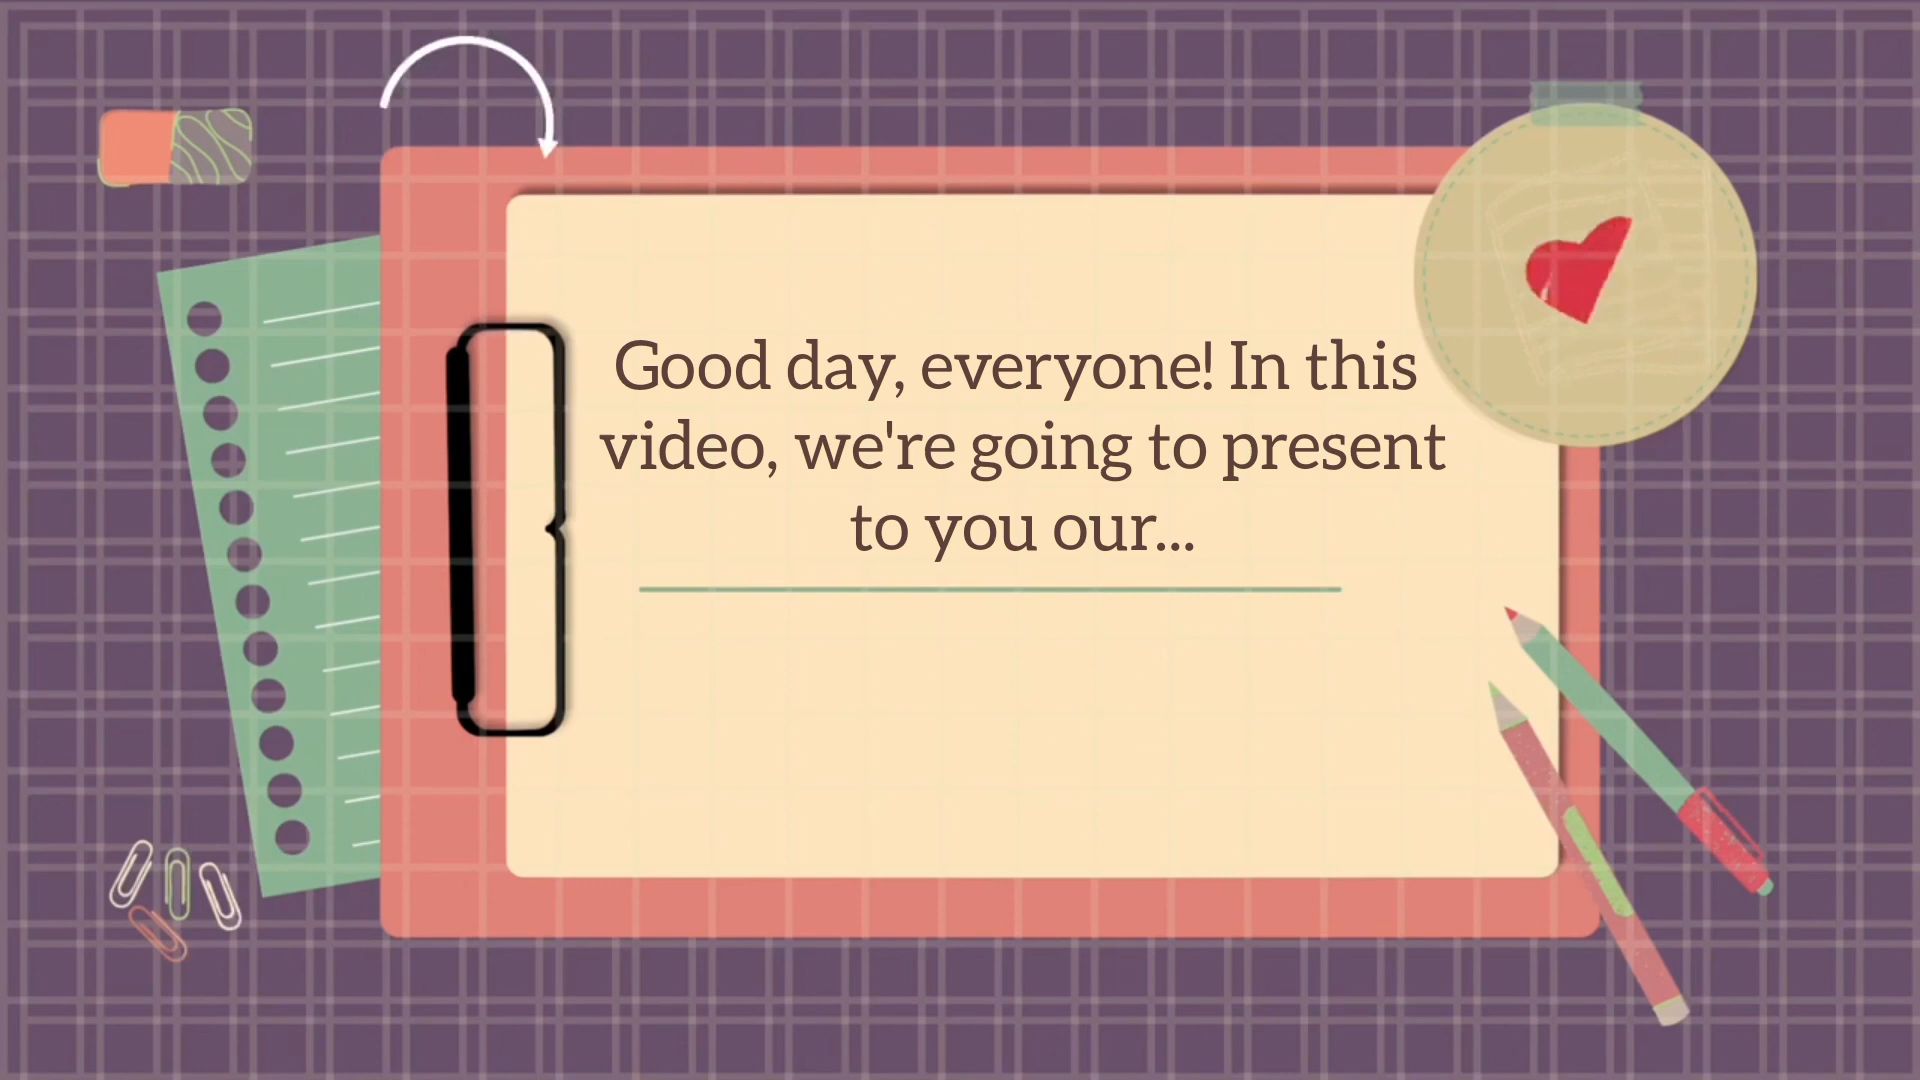 Good day, everyone! In this
video, we're going to present
to you our...